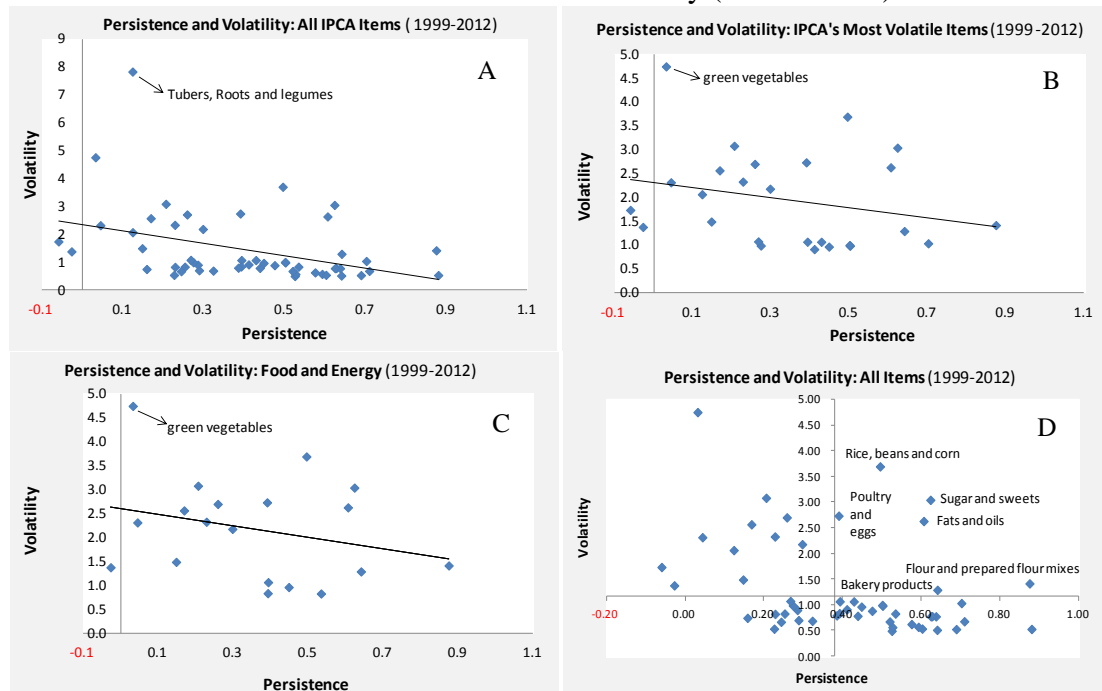 Persistence and Volatility: All IPCA Items ( 1999-2012)
9
8
7
6
5
4
3
2
1
0
A
Tubers, Roots and legumes
Volatility
-0.1
0.1
0.3
0.5
0.7
0.9
1.1
Persistence
Persistence and Volatility: IPCA's Most Volatile Items (1999-2012)
5.0
4.5
4.0
3.5
3.0
2.5
2.0
1.5
1.0
0.5
0.0
B
green vegetables
Volatility
-0.1
0.1
0.3
0.5
0.7
0.9
1.1
Persistence
Persistence and Volatility: Food and Energy (1999-2012)
5.0
4.5
4.0
3.5
3.0
2.5
2.0
1.5
1.0
0.5
0.0
C
green vegetables
Volatility
-0.1
0.1
0.3
0.5
0.7
0.9
1.1
Persistence
Persistence and Volatility: All Items (1999-2012)
5.00
4.50
4.00
3.50
3.00
2.50
2.00
1.50
1.00
0.50
0.00
D
Rice, beans and corn
Poultry
and
eggs
Sugar and sweets
Fats and oils
Flour and prepared flour mixes
Bakery products
Volatility
-0.20
0.00
0.20
0.40
0.60
0.80
1.00
Persistence